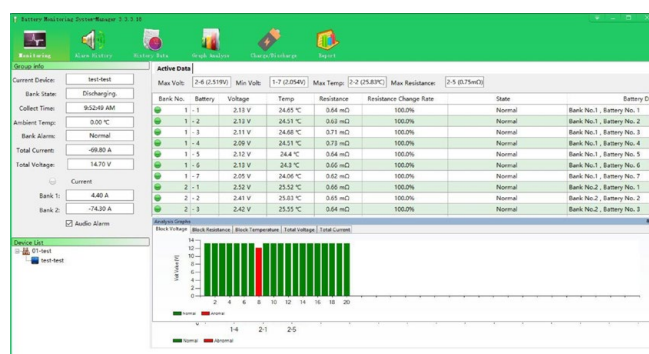 Battery Monitoring System-Manager 2.3.2.10
Monitoring
Alarm History
History Data
Graph Analyse
Charge/Discharge
Report
Group info
Current Device: test-test
Bank State: Discharging.
Collect Time: 9:52:49 AM
Ambient Temp: 0.00 ℃
Bank Alarm: Normal
Total Current: -69.80 A
Total Voltage: 14.70 V
Current
Bank 1: 4.40 A
Bank 2: -74.30 A
Audio Alarm
Device List
01-test
test-test
Active Data
Max Volt: 2-6 (2.519V) Min Volt: 1-7 (2.054V) Max Temp: 2-2 (25.83℃) Max Resistance: 2-5 (0.75mΩ)
Bank No. Battery Voltage Temp Resistance Resistance Change Rate State Battery D
1 - 1 2.13 V 24.65 ℃ 0.64 mΩ 100.0% Normal Bank No.1 , Battery No. 1
1 - 2 2.13 V 24.51 ℃ 0.63 mΩ 100.0% Normal Bank No.1 , Battery No. 2
1 - 3 2.11 V 24.68 ℃ 0.71 mΩ 100.0% Normal Bank No.1 , Battery No. 3
1 - 4 2.09 V 24.51 ℃ 0.73 mΩ 100.0% Normal Bank No.1 , Battery No. 4
1 - 5 2.12 V 24.4 ℃ 0.64 mΩ 100.0% Normal Bank No.1 , Battery No. 5
1 - 6 2.13 V 24.3 ℃ 0.66 mΩ 100.0% Normal Bank No.1 , Battery No. 6
1 - 7 2.05 V 24.06 ℃ 0.62 mΩ 100.0% Normal Bank No.1 , Battery No. 7
2 - 1 2.52 V 25.52 ℃ 0.66 mΩ 100.0% Normal Bank No.2 , Battery No. 1
2 - 2 2.41 V 25.83 ℃ 0.65 mΩ 100.0% Normal Bank No.2 , Battery No. 2
2 - 3 2.42 V 25.55 ℃ 0.64 mΩ 100.0% Normal Bank No.2 , Battery No. 3
Analysis Graphs
Block Voltage Block Resistance Block Temperature Total Voltage Total Current
14
12
10
8
6
4
2
0
2 4 6 8 10 12 14 16 18 20
Normal
1-4 2-1 2-5
Normal Abnormal